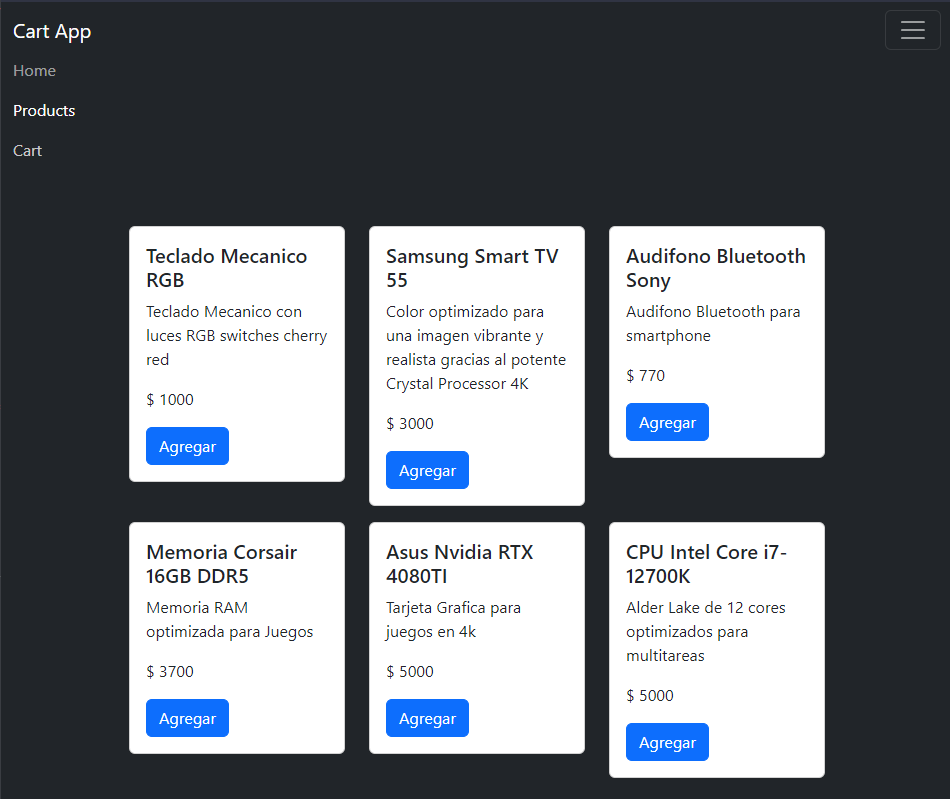 Cart App
Home
Products
Cart
Teclado Mecanico
RGB
Teclado Mecanico con
luces RGB switches cherry
red
$ 1000
Agregar
Samsung Smart TV
55
Color optimizado para
una imagen vibrante y
realista gracias al potente
Crystal Processor 4K
$ 3000
Agregar
Audifono Bluetooth
Sony
Audifono Bluetooth para
smartphone
$ 770
Agregar
Memoria Corsair
16GB DDR5
Memoria RAM
optimizada para Juegos
$ 3700
Agregar
Asus Nvidia RTX
4080TI
Tarjeta Grafica para
juegos en 4k
$ 5000
Agregar
CPU Intel Core i7-
12700K
Alder Lake de 12 cores
optimizados para
multitareas
$ 5000
Agregar